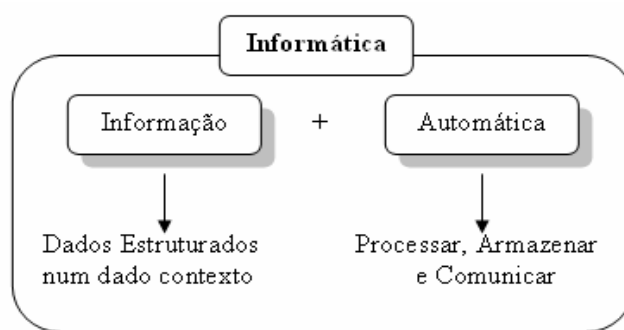 Informática
Informação + Automática
Dados Estruturados
num dado contexto
Processar, Armazenar
e Comunicar